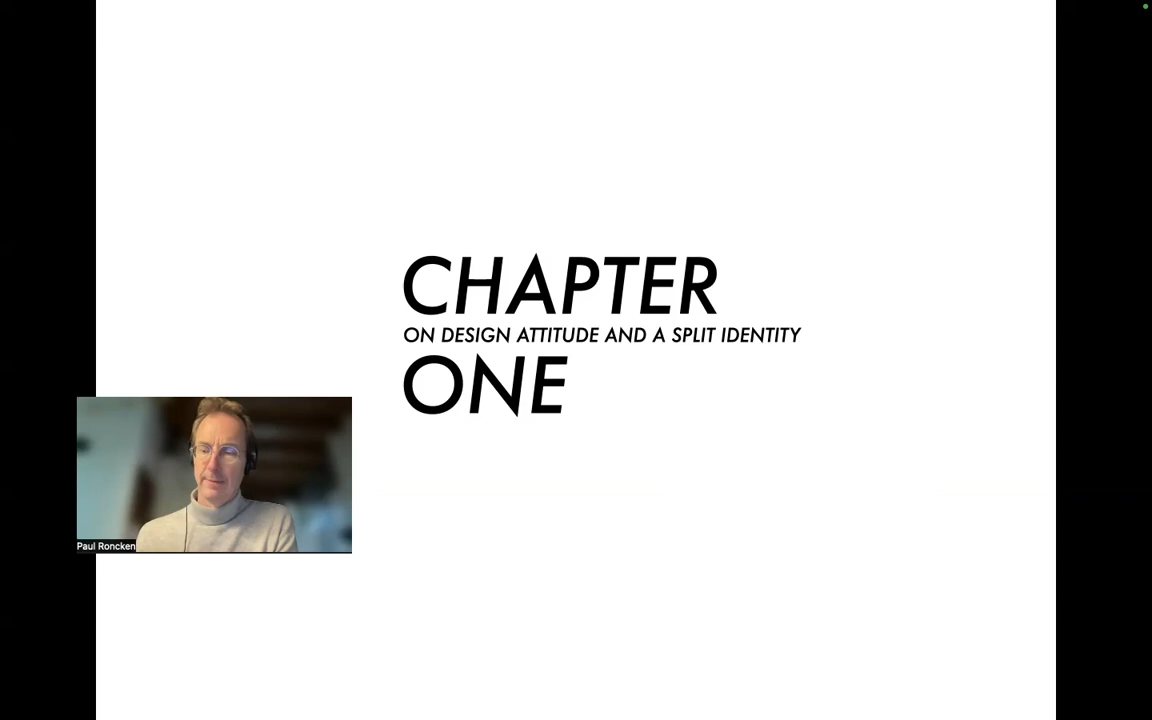 CHAPTER
ON DESIGN ATTITUDE AND A SPLIT IDENTITY
ONE
Paul Roncken